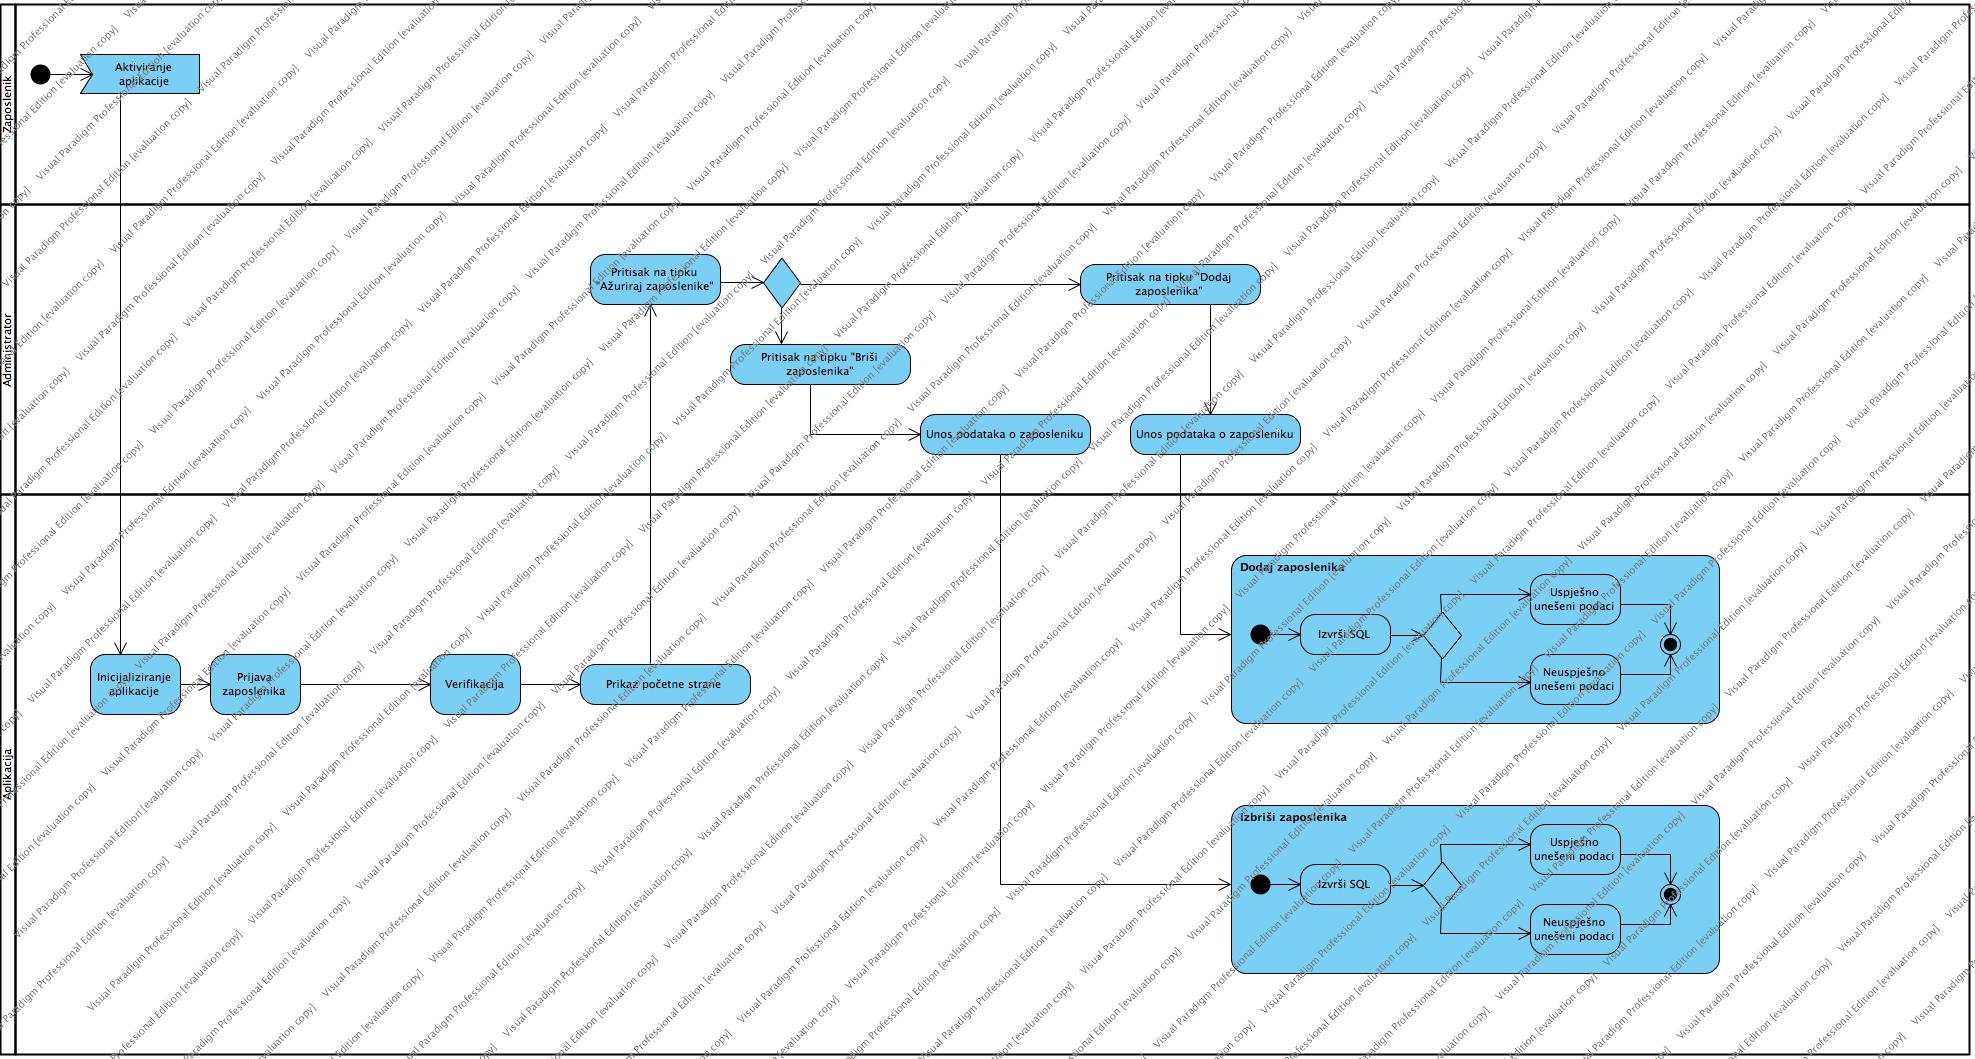 Zaposlenik
Aktiviranje
aplikacije
Administrator
Pritisak na tipku
"Ažuriraj zaposlenike"
Pritisak na tipku "Dodaj
zaposlenika"
Pritisak na tipku "Briši
zaposlenika"
Unos podataka o zaposleniku
Unos podataka o zaposleniku
Aplikacija
Inicijaliziranje
aplikacije
Prijava
zaposlenika
Verifikacija
Prikaz početne strane
Dodaj zaposlenika
Izvrši SQL
Uspješno
unešeni podaci
Neuspješno
unešeni podaci
Izbriši zaposlenika
Izvrši SQL
Uspješno
unešeni podaci
Neuspješno
unešeni podaci
Visual Paradigm Professional Edition [evaluation copy]